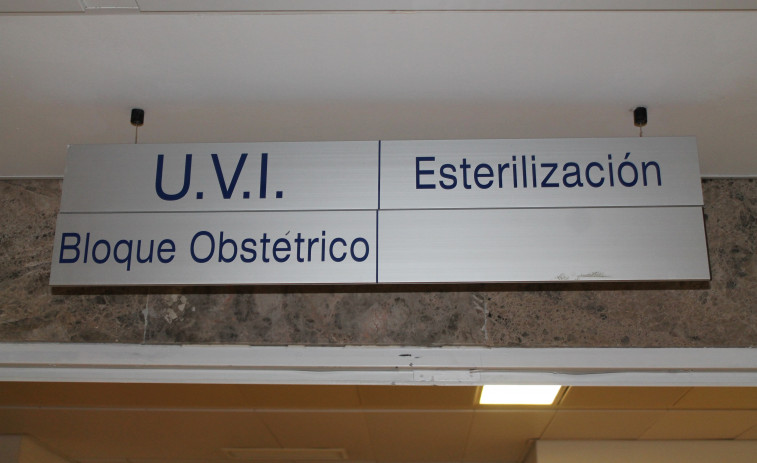 U.V.I.
Esterilización
Bloque Obstétrico